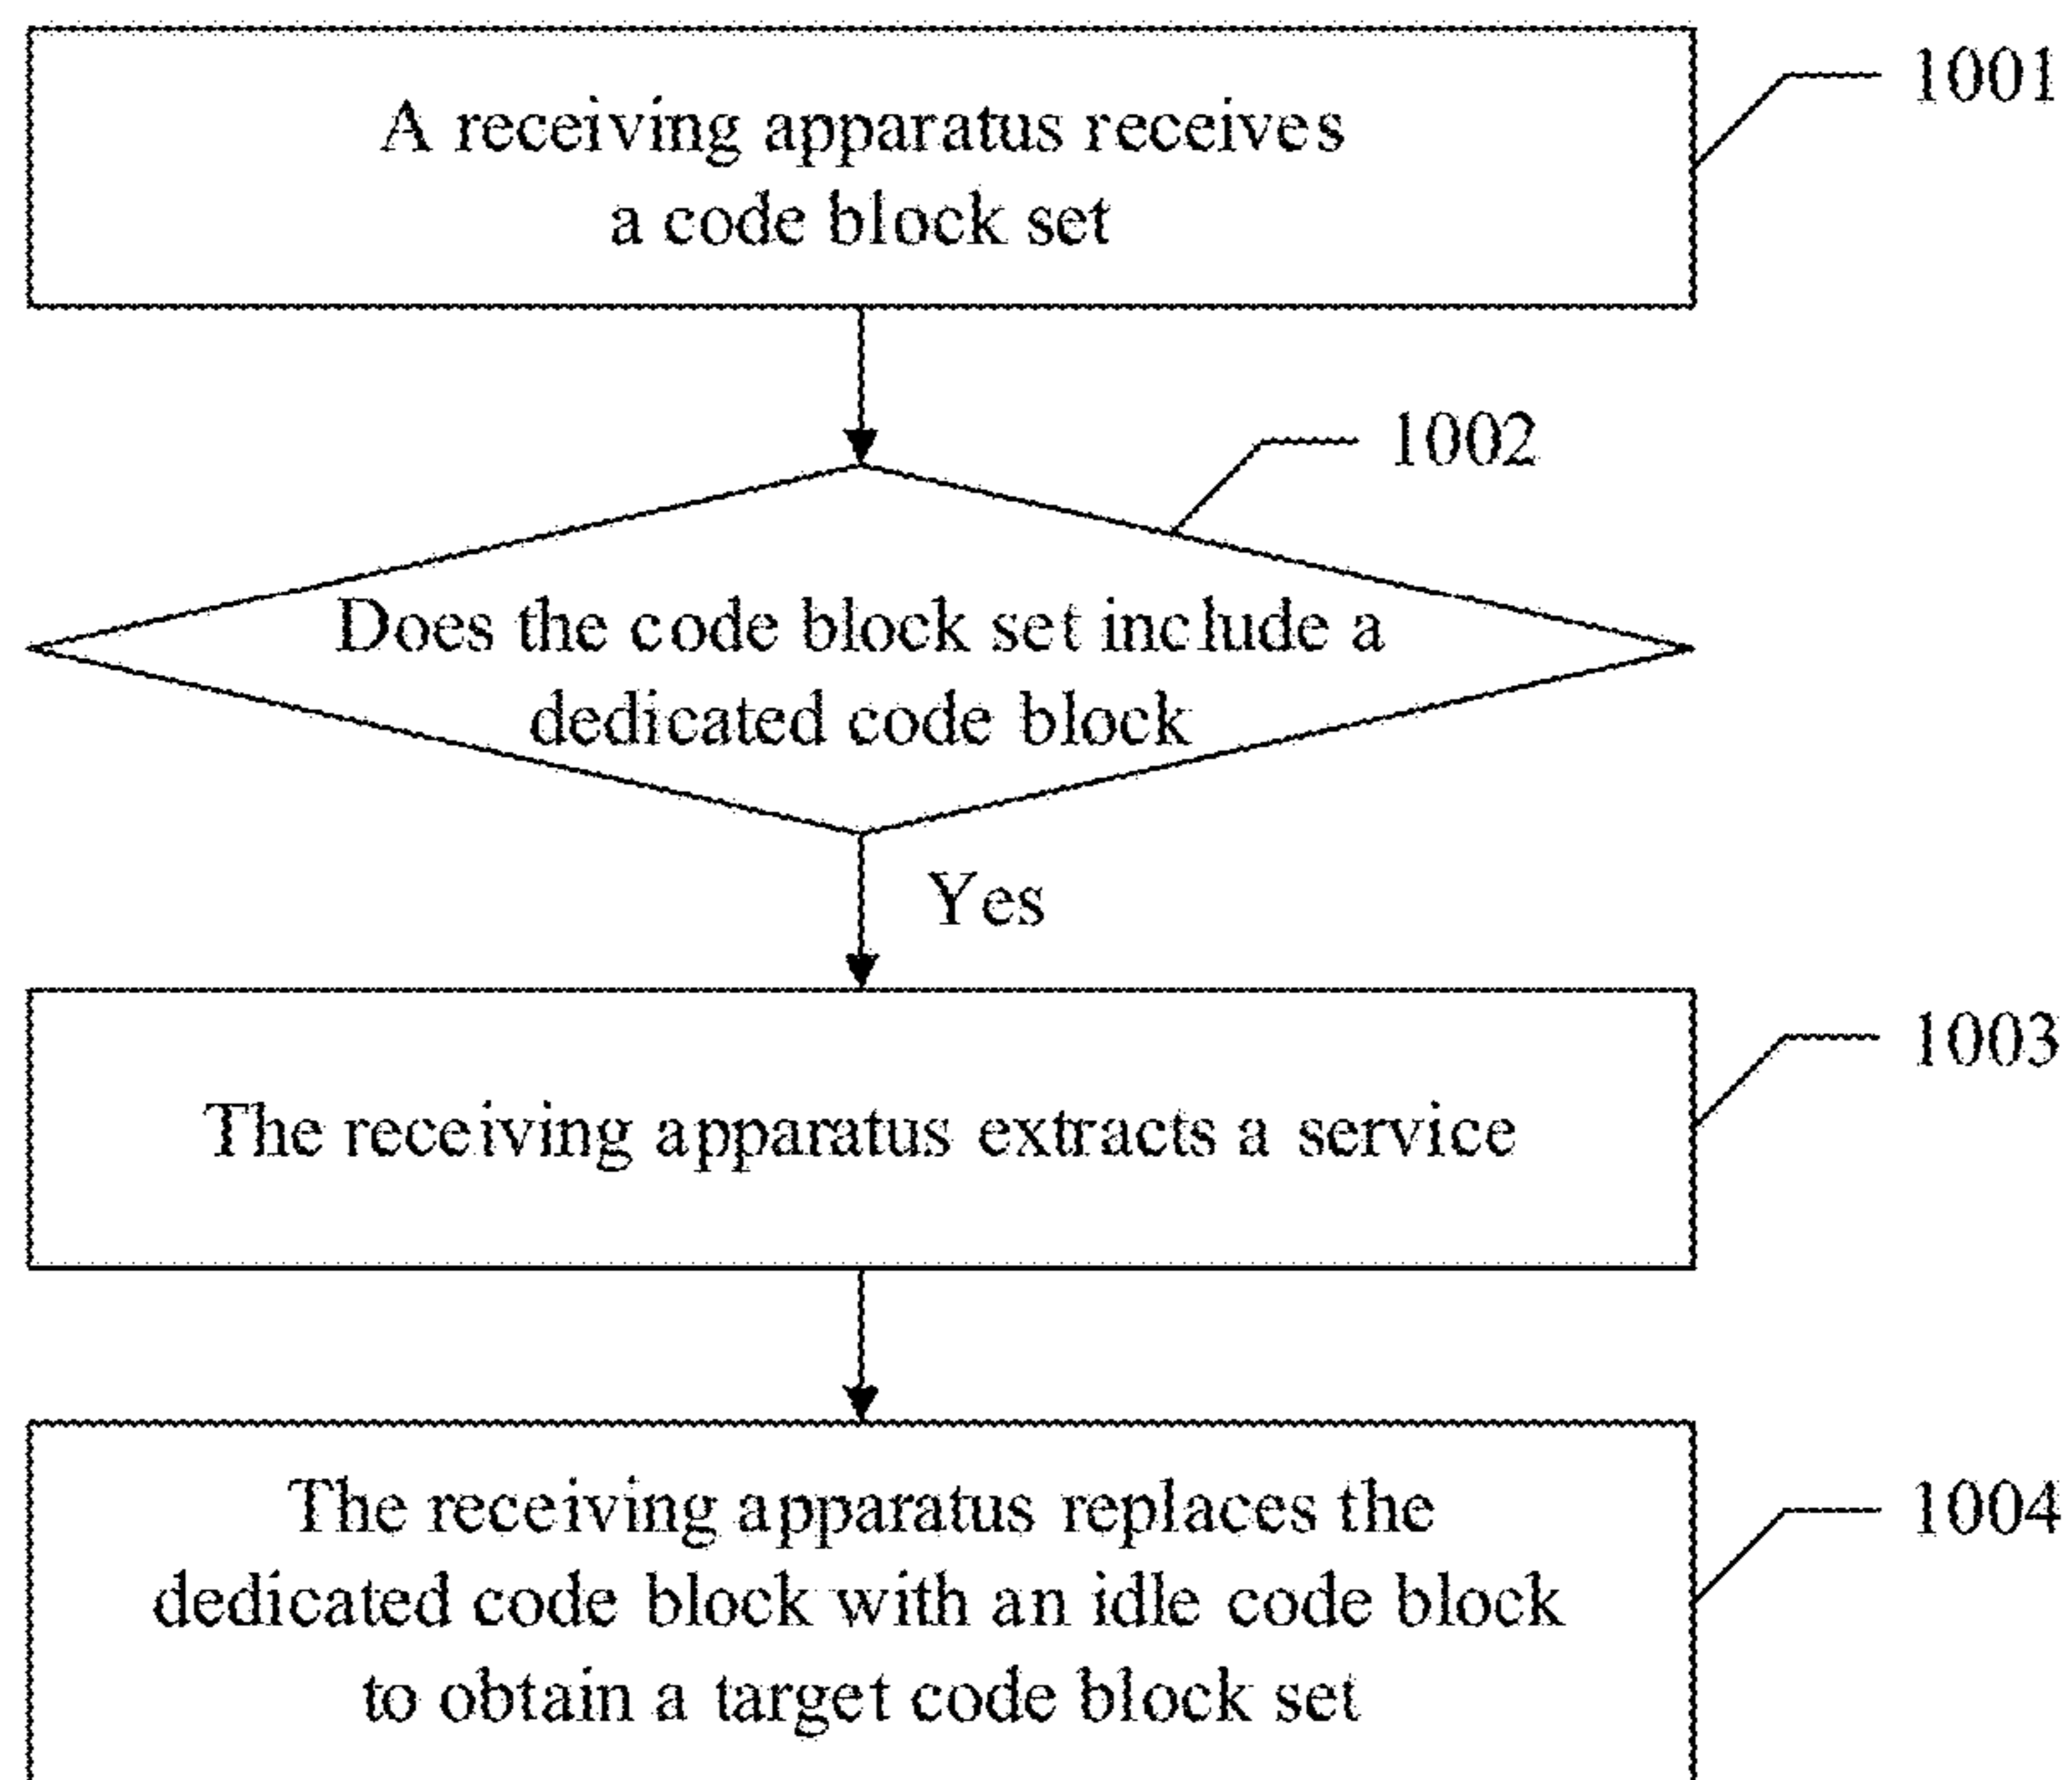 A receiving apparatus receives
a code block set
1001
1002
Does the code block set include a
dedicated code block
Yes
The receiving apparatus extracts a service
1003
The receiving apparatus replaces the
dedicated code block with an idle code block
to obtain a target code block set
1004